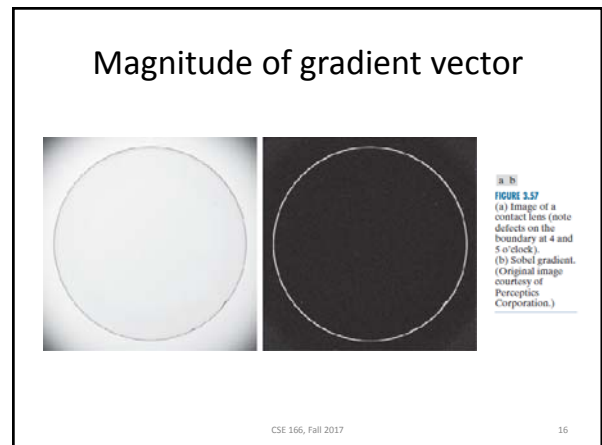 Magnitude of gradient vector
a b
FIGURE 3.57
(a) Image of a
contact lens (note
defects on the
boundary at 4 and
5 o'clock).
(b) Sobel gradient.
(Original image
courtesy of
Perceptics
Corporation.)
CSE 166, Fall 2017
16